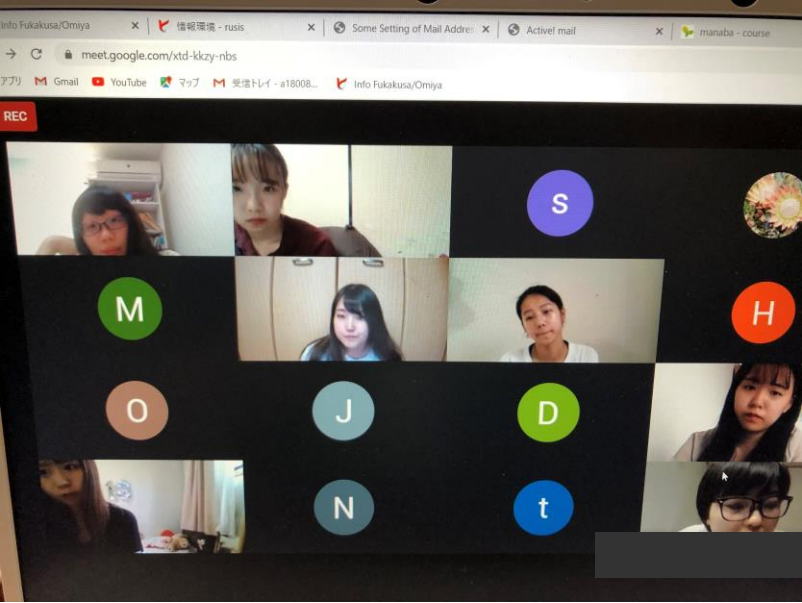 Info Fukakusa/Omiya × 情報環境 - rusis × Some Setting of Mail Addres × Active! mail × manaba - course
meet.google.com/xtd-kkzy-nbs
アプリ Gmail YouTube マップ 受信トレイ - a18008... Info Fukakusa/Omiya
REC
S
M
H
O J D
N t